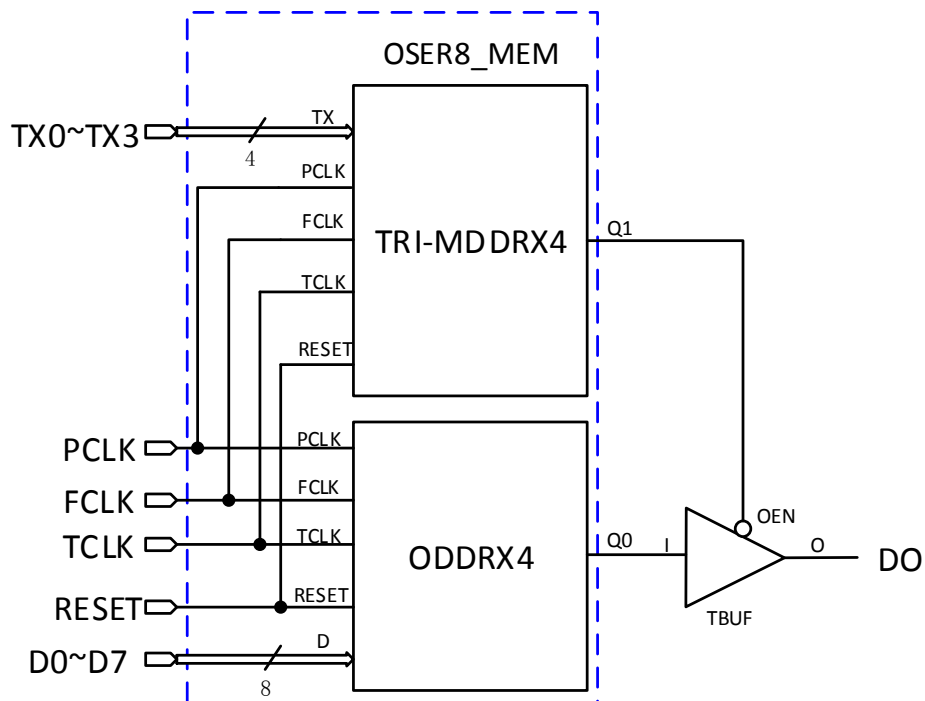 OSER8_MEM
TX0~TX3
4
TX
PCLK
FCLK
TCLK
RESET
TRI-MDDRX4
Q1
PCLK
FCLK
TCLK
RESET
D0~D7
8
PCLK
FCLK
TCLK
RESET
D
ODDRX4
Q0
I
OEN
O
TBUF
DO